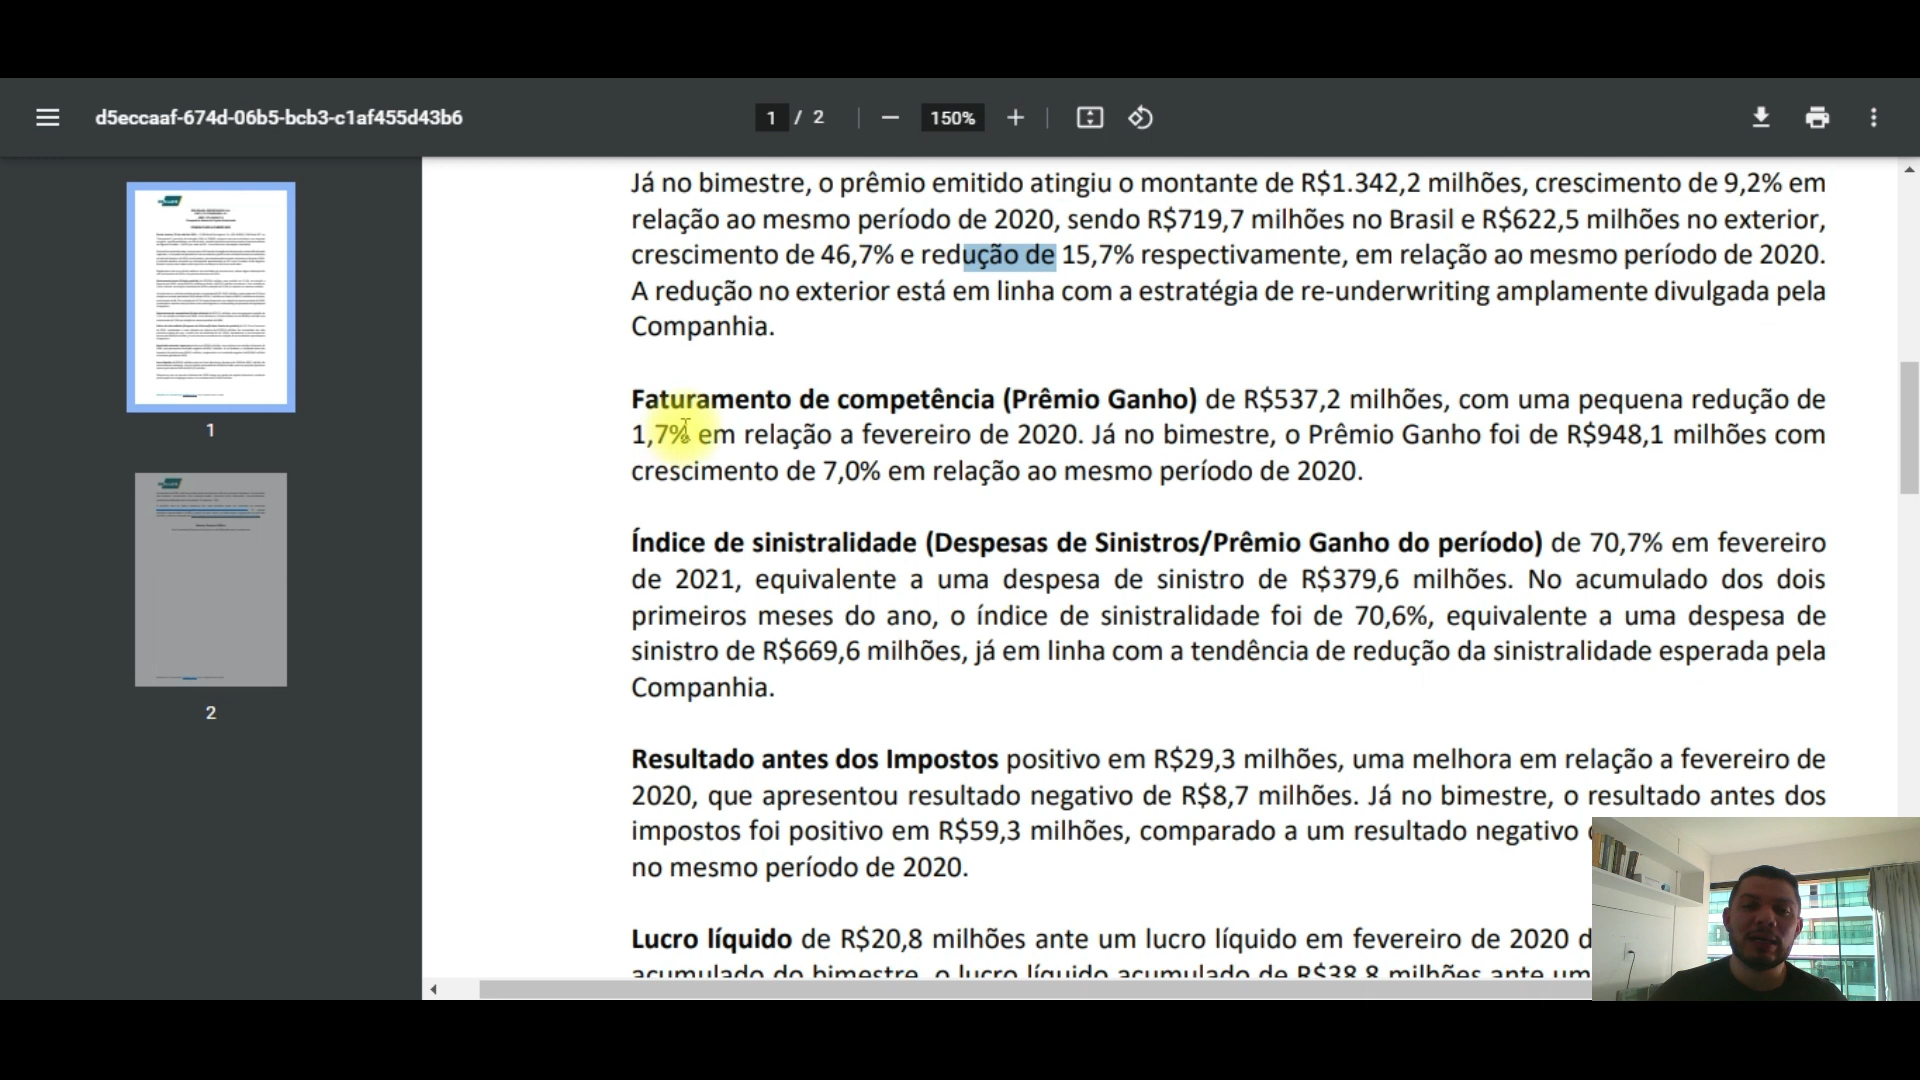 d5eccaaf-674d-06b5-bcb3-c1af455d43b6
1 / 2
150%
1
2
Já no bimestre, o prêmio emitido atingiu o montante de R$1.342,2 milhões, crescimento de 9,2% em
relação ao mesmo período de 2020, sendo R$719,7 milhões no Brasil e R$622,5 milhões no exterior,
crescimento de 46,7% e redução de 15,7% respectivamente, em relação ao mesmo período de 2020.
A redução no exterior está em linha com a estratégia de re-underwriting amplamente divulgada pela
Companhia.
Faturamento de competência (Prêmio Ganho) de R$537,2 milhões, com uma pequena redução de
1,7% em relação a fevereiro de 2020. Já no bimestre, o Prêmio Ganho foi de R$948,1 milhões com
crescimento de 7,0% em relação ao mesmo período de 2020.
Índice de sinistralidade (Despesas de Sinistros/Prêmio Ganho do período) de 70,7% em fevereiro
de 2021, equivalente a uma despesa de sinistro de R$379,6 milhões. No acumulado dos dois
primeiros meses do ano, o índice de sinistralidade foi de 70,6%, equivalente a uma despesa de
sinistro de R$669,6 milhões, já em linha com a tendência de redução da sinistralidade esperada pela
Companhia.
Resultado antes dos Impostos positivo em R$29,3 milhões, uma melhora em relação a fevereiro de
2020, que apresentou resultado negativo de R$8,7 milhões. Já no bimestre, o resultado antes dos
impostos foi positivo em R$59,3 milhões, comparado a um resultado negativo
no mesmo período de 2020.
Lucro líquido de R$20,8 milhões ante um lucro líquido em fevereiro de 2020
acumulado do bimestre, o lucro líquido acumulado de R$38,8 milhões ante um